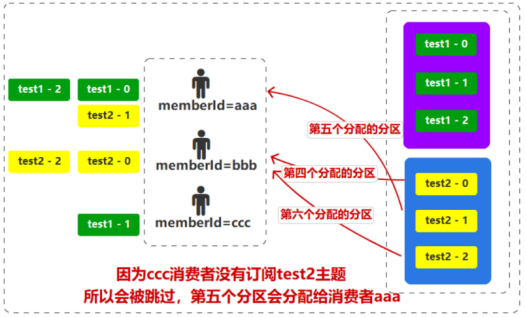 test1 - 0
test1 - 1
test1 - 2
test1 - 2 test1 - 0
test2 - 1
memberId=aaa
第五个分配的分区
test2 - 2 test2 - 0
memberId=bbb
第四个分配的分区
第六个分配的分区
test2 - 0
test2 - 1
test2 - 2
test1 - 1
memberId=ccc
因为ccc消费者没有订阅test2主题
所以会被跳过，第五个分区会分配给消费者aaa